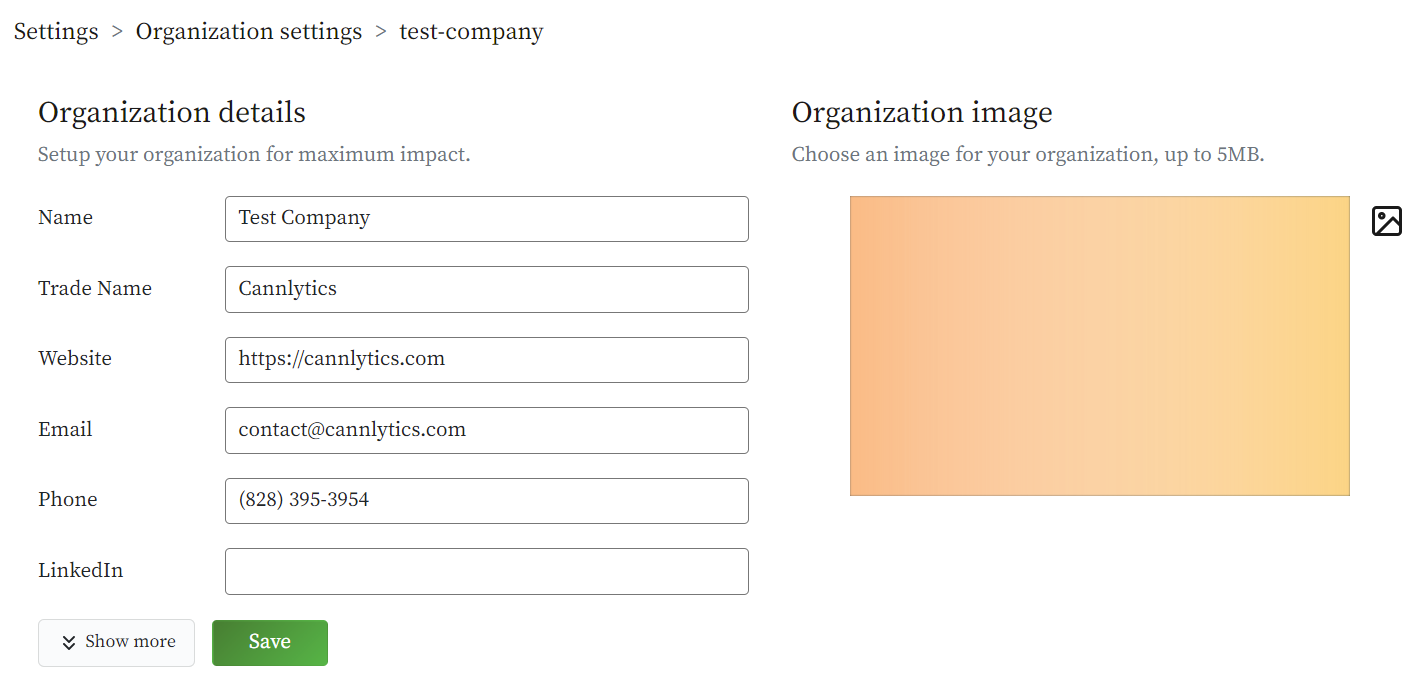 Settings > Organization settings > test-company
Organization details
Setup your organization for maximum impact.
Name
Test Company
Trade Name
Cannlytics
Website
https://cannlytics.com
Email
contact@cannlytics.com
Phone
(828) 395-3954
LinkedIn
Show more
Save
Organization image
Choose an image for your organization, up to 5MB.